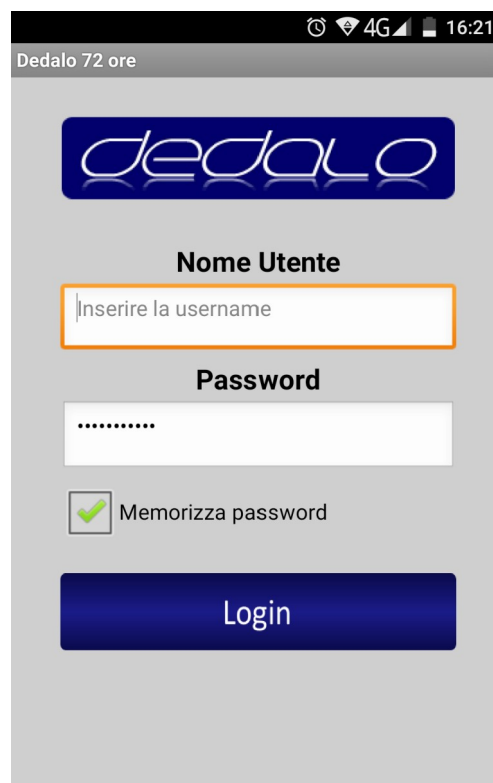 4G 16:21
Dedalo 72 ore
dedalo
Nome Utente
Inserire la username
Password
•••••••••••
Memorizza password
Login